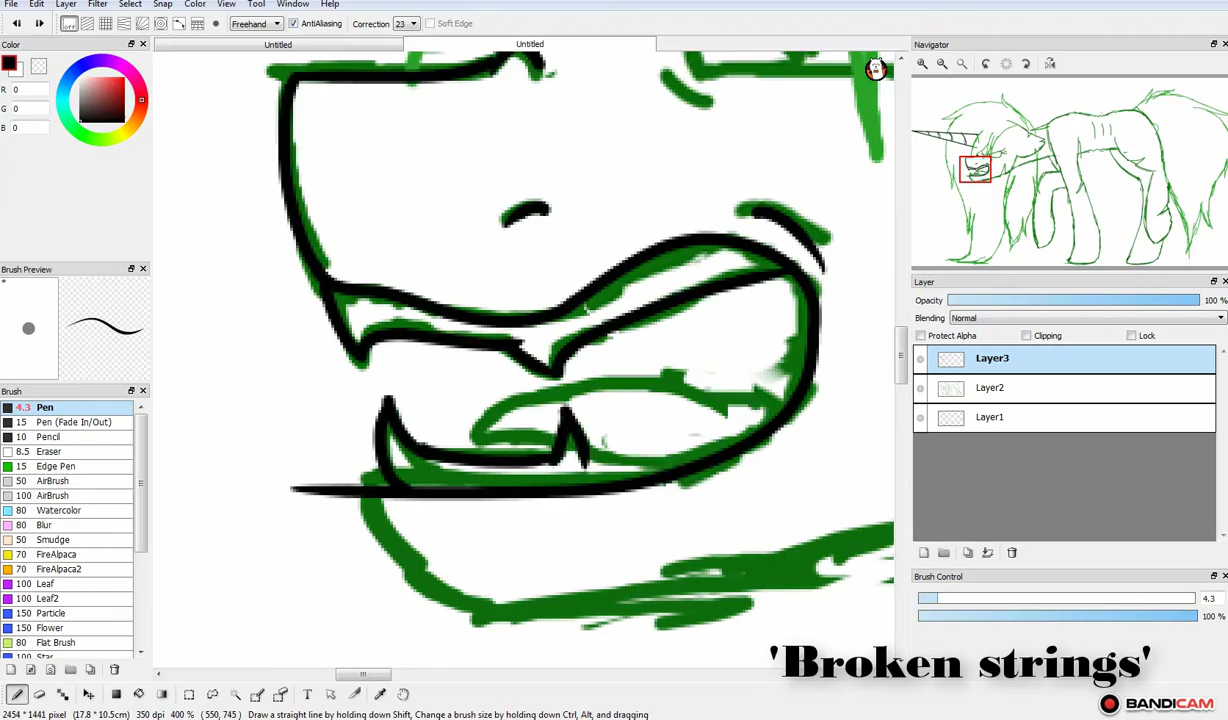 File Edit Layer Filter Select Snap Color View Tool Window Help
off Freehand AntiAliasing Correction 23 Soft Edge
Color Untitled Untitled Navigator
R 0
G 0
B 0
Brush Preview
Layer
Opacity 100 %
Blending Normal
Protect Alpha Clipping Lock
Layer3
Layer2
Layer1
Brush
4.3 Pen
15 Pen (Fade In/Out)
10 Pencil
8.5 Eraser
15 Edge Pen
50 AirBrush
100 AirBrush
80 Watercolor
80 Blur
50 Smudge
70 FireAlpaca
70 FireAlpaca2
100 Leaf
100 Leaf2
150 Particle
150 Flower
80 Flat Brush
100 Star
Brush Control
4.3
100 %
'Broken strings'
BANDICAM
T
2454 * 1441 pixel (17.8 * 10.5cm) 350 dpi 400 % (550, 745) Draw a straight line by holding down Shift, Change a brush size by holding down Ctrl, Alt, and dragging